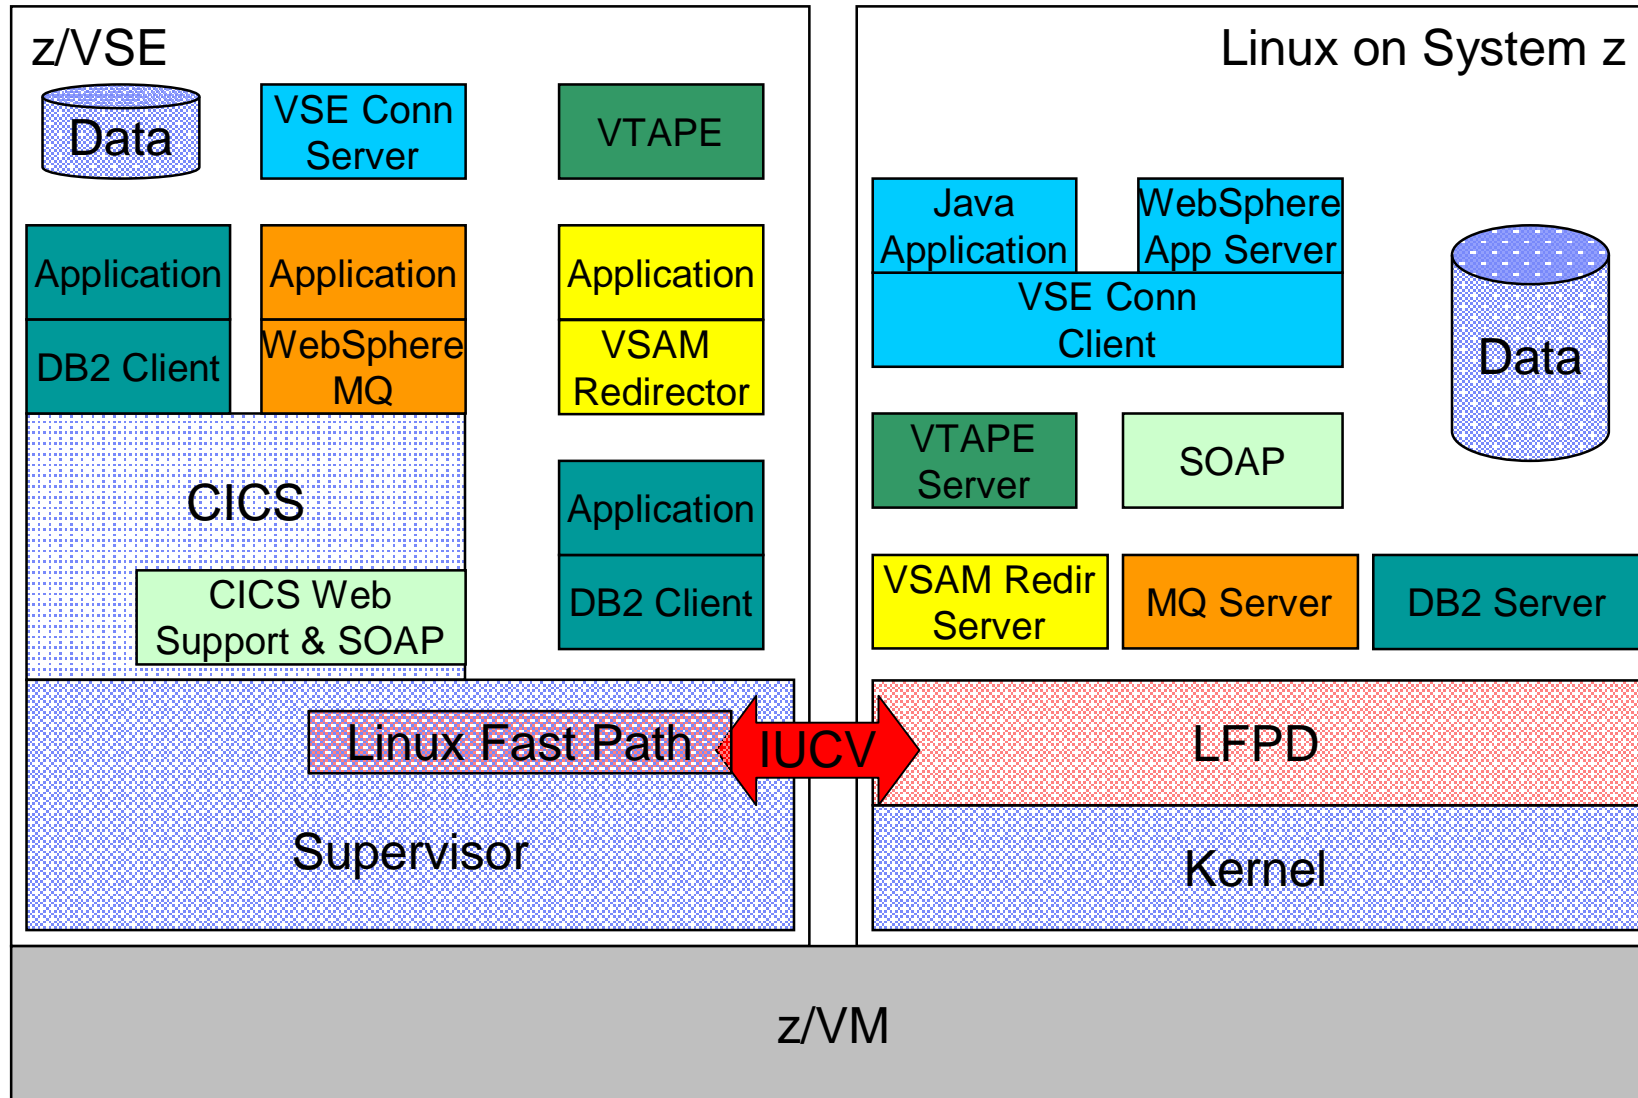 z/VSE
Data
VSE Conn
Server
VTAPE
Application
DB2 Client
Application
WebSphere
MQ
Application
VSAM
Redirector
CICS
CICS Web
Support & SOAP
Application
DB2 Client
Linux Fast Path
Supervisor
IUCV
Linux on System z
Java
Application
WebSphere
App Server
VSE Conn
Client
Data
VTAPE
Server
SOAP
VSAM Redir
Server
MQ Server
DB2 Server
LFPD
Kernel
z/VM